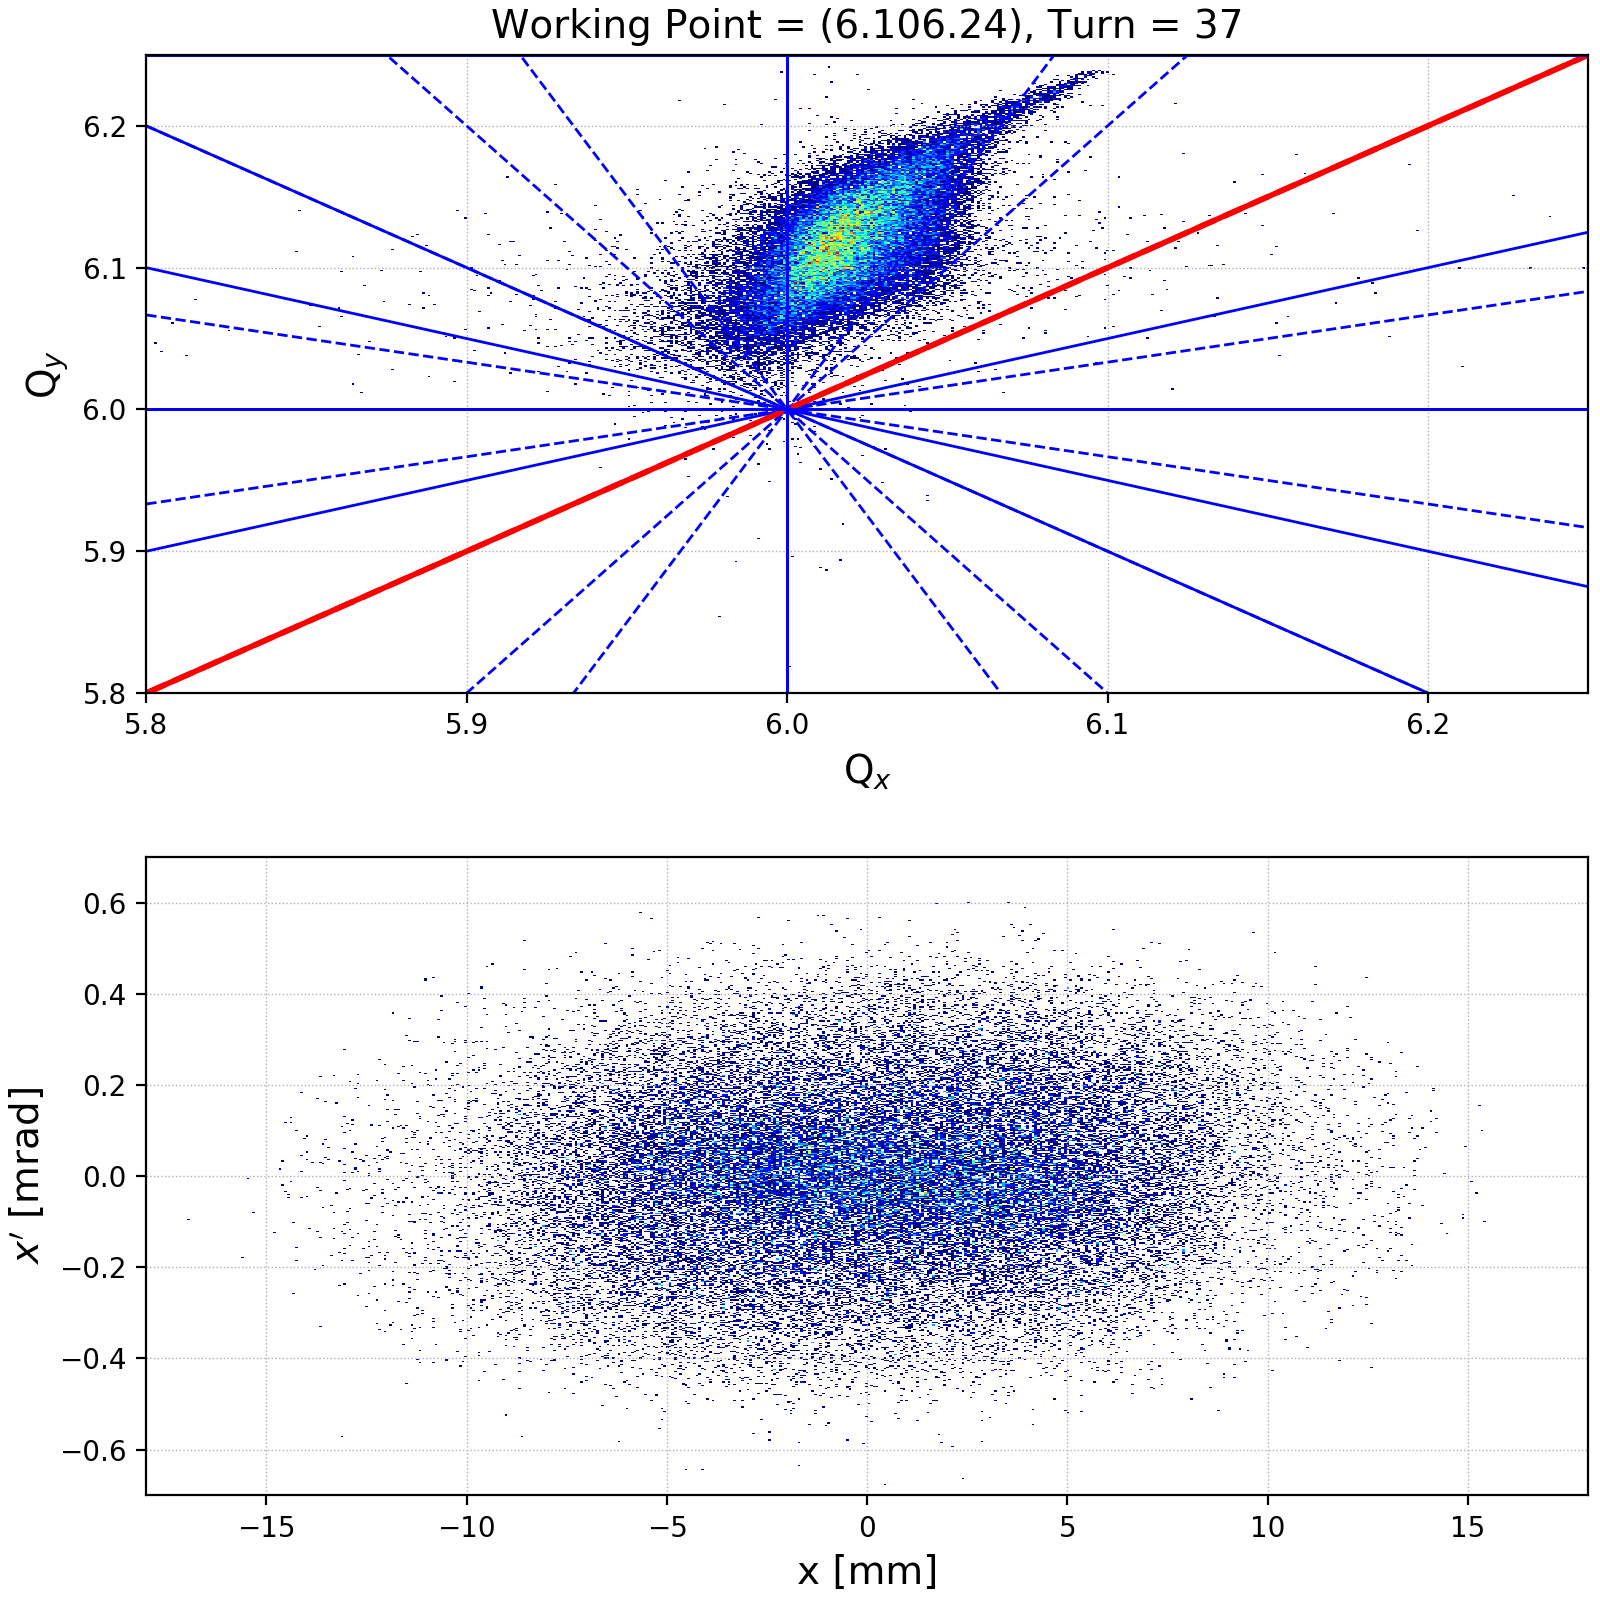 Working Point = (6.106.24), Turn = 37
6.2
6.1
6.0
5.9
5.8
Q_y
5.8 5.9 6.0 6.1 6.2
Q_x
0.6
0.4
0.2
0.0
−0.2
−0.4
−0.6
x′ [mrad]
−15 −10 −5 0 5 10 15
x [mm]